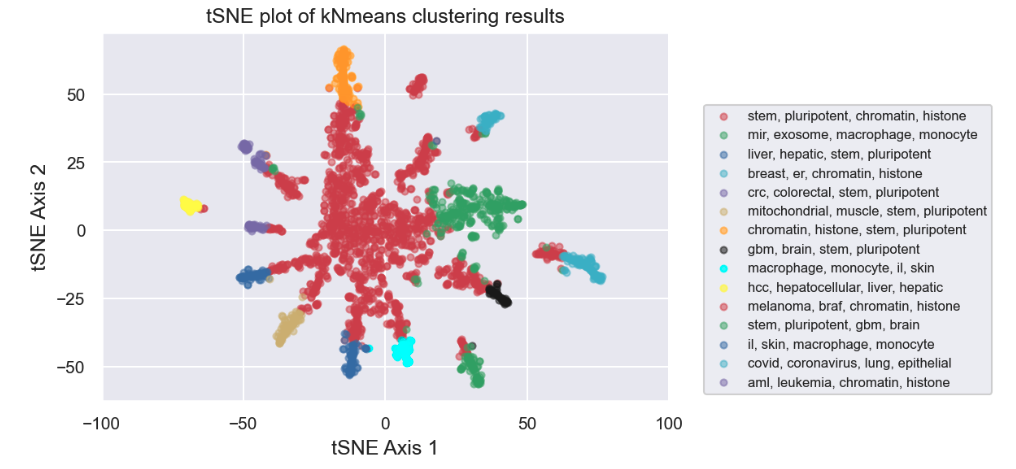 tSNE plot of kNmeans clustering results
tSNE Axis 2
50
25
0
−25
−50
−100
−50
0
50
100
tSNE Axis 1
stem, pluripotent, chromatin, histone
mir, exosome, macrophage, monocyte
liver, hepatic, stem, pluripotent
breast, er, chromatin, histone
crc, colorectal, stem, pluripotent
mitochondrial, muscle, stem, pluripotent
chromatin, histone, stem, pluripotent
gbm, brain, stem, pluripotent
macrophage, monocyte, il, skin
hcc, hepatocellular, liver, hepatic
melanoma, braf, chromatin, histone
stem, pluripotent, gbm, brain
il, skin, macrophage, monocyte
covid, coronavirus, lung, epithelial
aml, leukemia, chromatin, histone